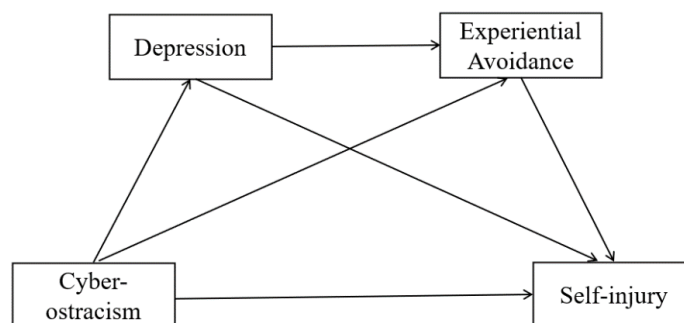 Depression
Experiential
Avoidance
Cyber-
ostracism
Self-injury